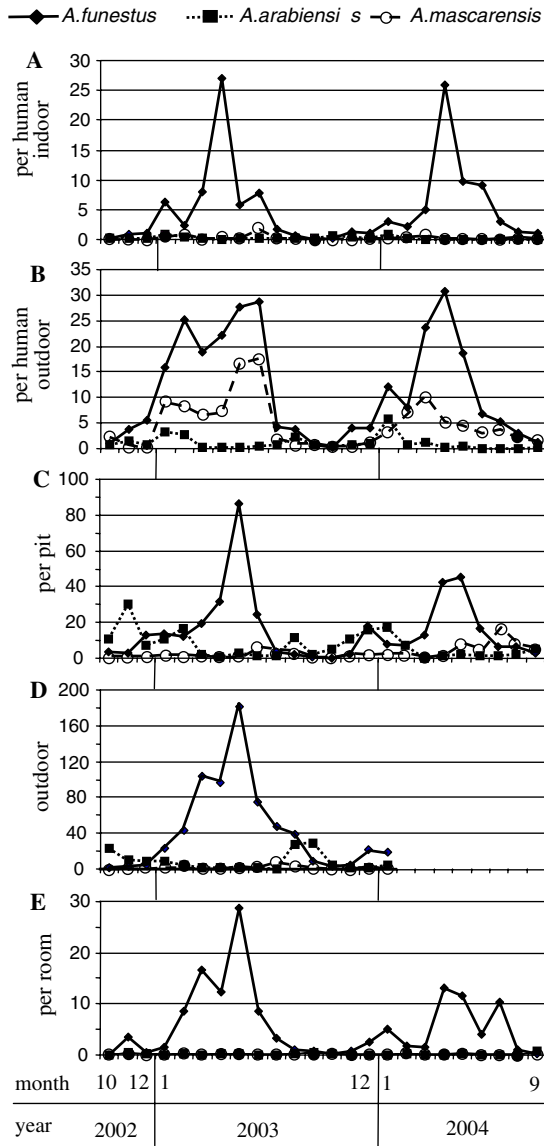 A.funestus A.arabiensi s A.mascarensis
A
per human
indoor
30
25
20
15
10
5
0
B
per human
outdoor
35
30
25
20
15
10
5
0
C
per pit
100
80
60
40
20
0
D
outdoor
200
160
120
80
40
0
E
per room
30
20
10
0
month 10 12 1 12 1 9
year 2002 2003 2004